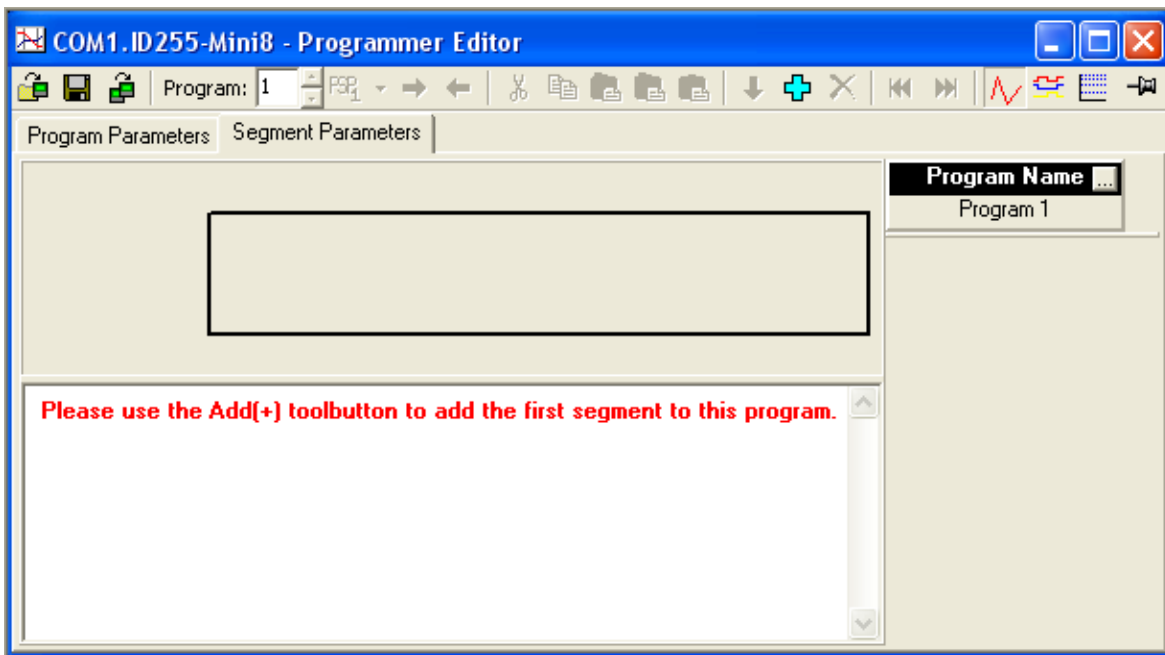 COM1.ID255-Mini8 - Programmer Editor
Program: 1 PSP1
Program Parameters Segment Parameters
Program Name ...
Program 1
Please use the Add(+) toolbutton to add the first segment to this program.